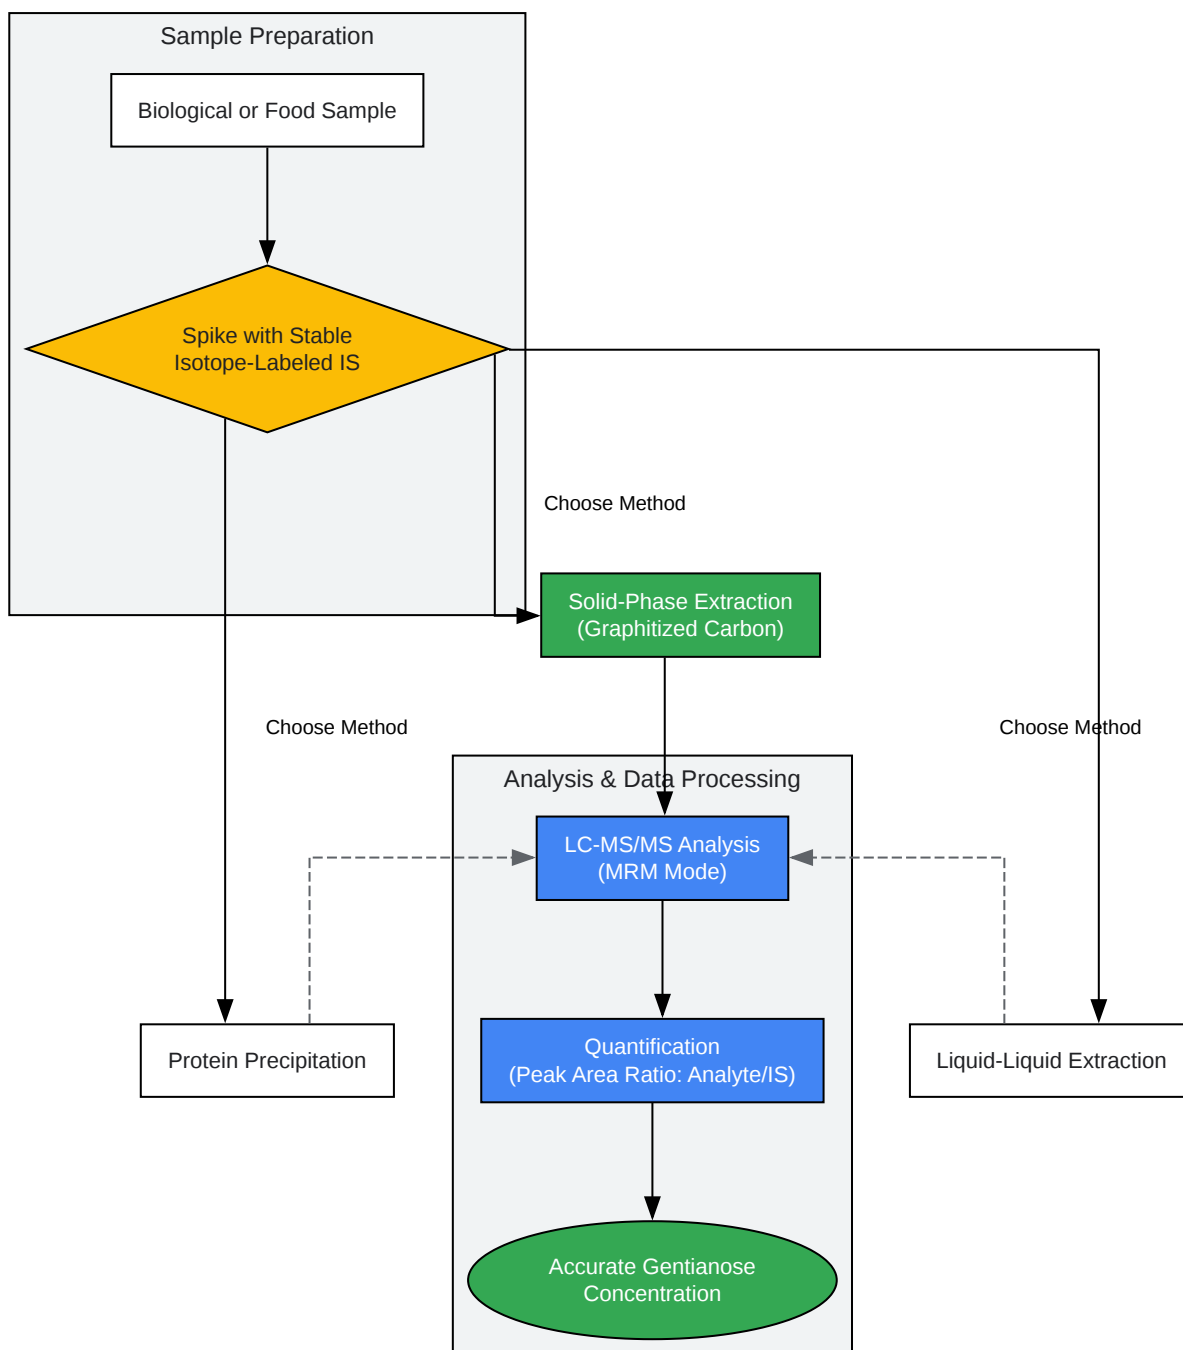 Sample Preparation
Biological or Food Sample
Spike with Stable
Isotope-Labeled IS
Choose Method
Solid-Phase Extraction
(Graphitized Carbon)
Choose Method
Choose Method
Analysis & Data Processing
LC-MS/MS Analysis
(MRM Mode)
Protein Precipitation
Quantification
(Peak Area Ratio: Analyte/IS)
Liquid-Liquid Extraction
Accurate Gentianose
Concentration